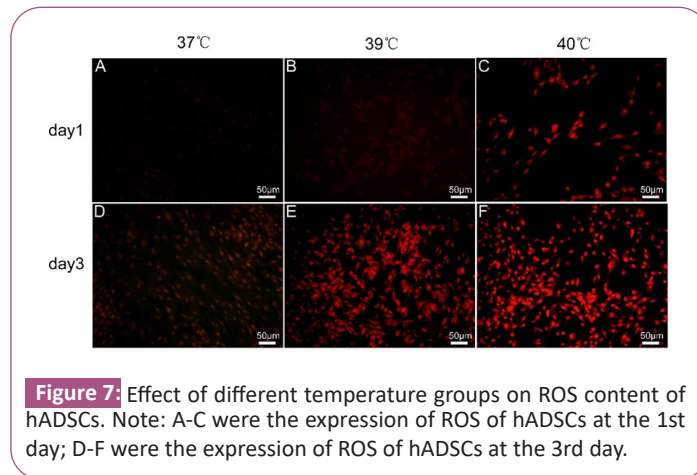 37℃ 39℃ 40℃
A B C
day1
50μm 50μm 50μm
D E F
day3
50μm 50μm 50μm
Figure 7: Effect of different temperature groups on ROS content of
hADSCs. Note: A-C were the expression of ROS of hADSCs at the 1st
day; D-F were the expression of ROS of hADSCs at the 3rd day.